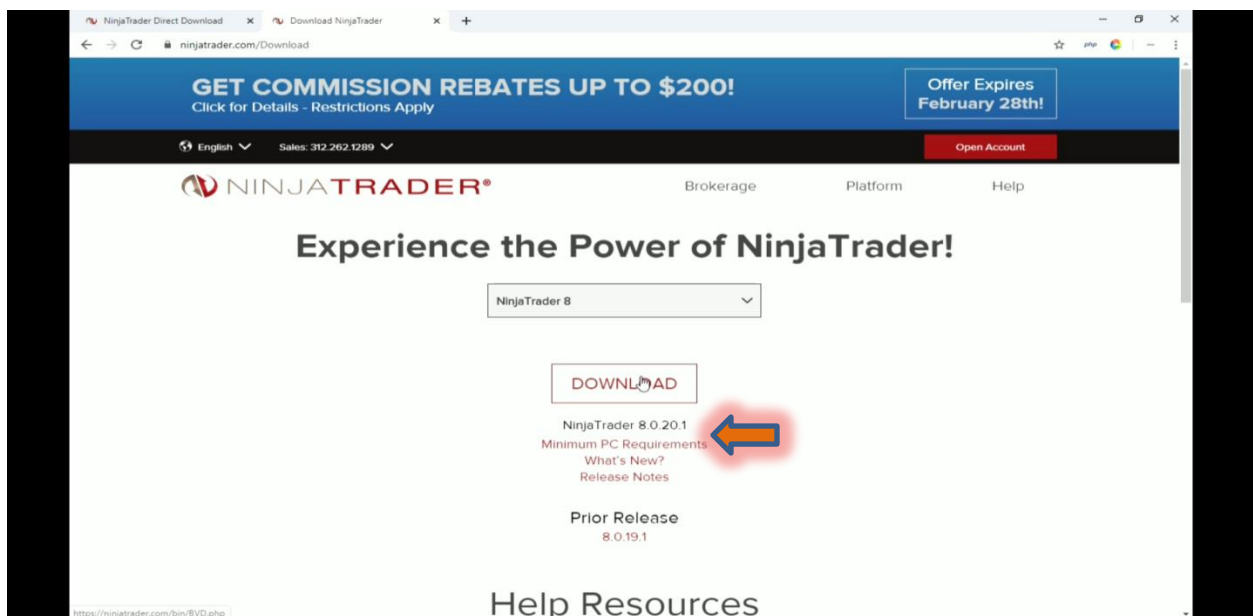 NinjaTrader Direct Download
Download NinjaTrader
ninjatrader.com/Download
php
GET COMMISSION REBATES UP TO $200!
Click for Details - Restrictions Apply
Offer Expires
February 28th!
English
Sales: 312.262.1289
Open Account
NINJATRADER®
Brokerage
Platform
Help
Experience the Power of NinjaTrader!
NinjaTrader 8
DOWNLOAD
NinjaTrader 8.0.20.1
Minimum PC Requirements
What's New?
Release Notes
Prior Release
8.0.19.1
Help Resources
https://ninjatrader.com/bin/BVD.php